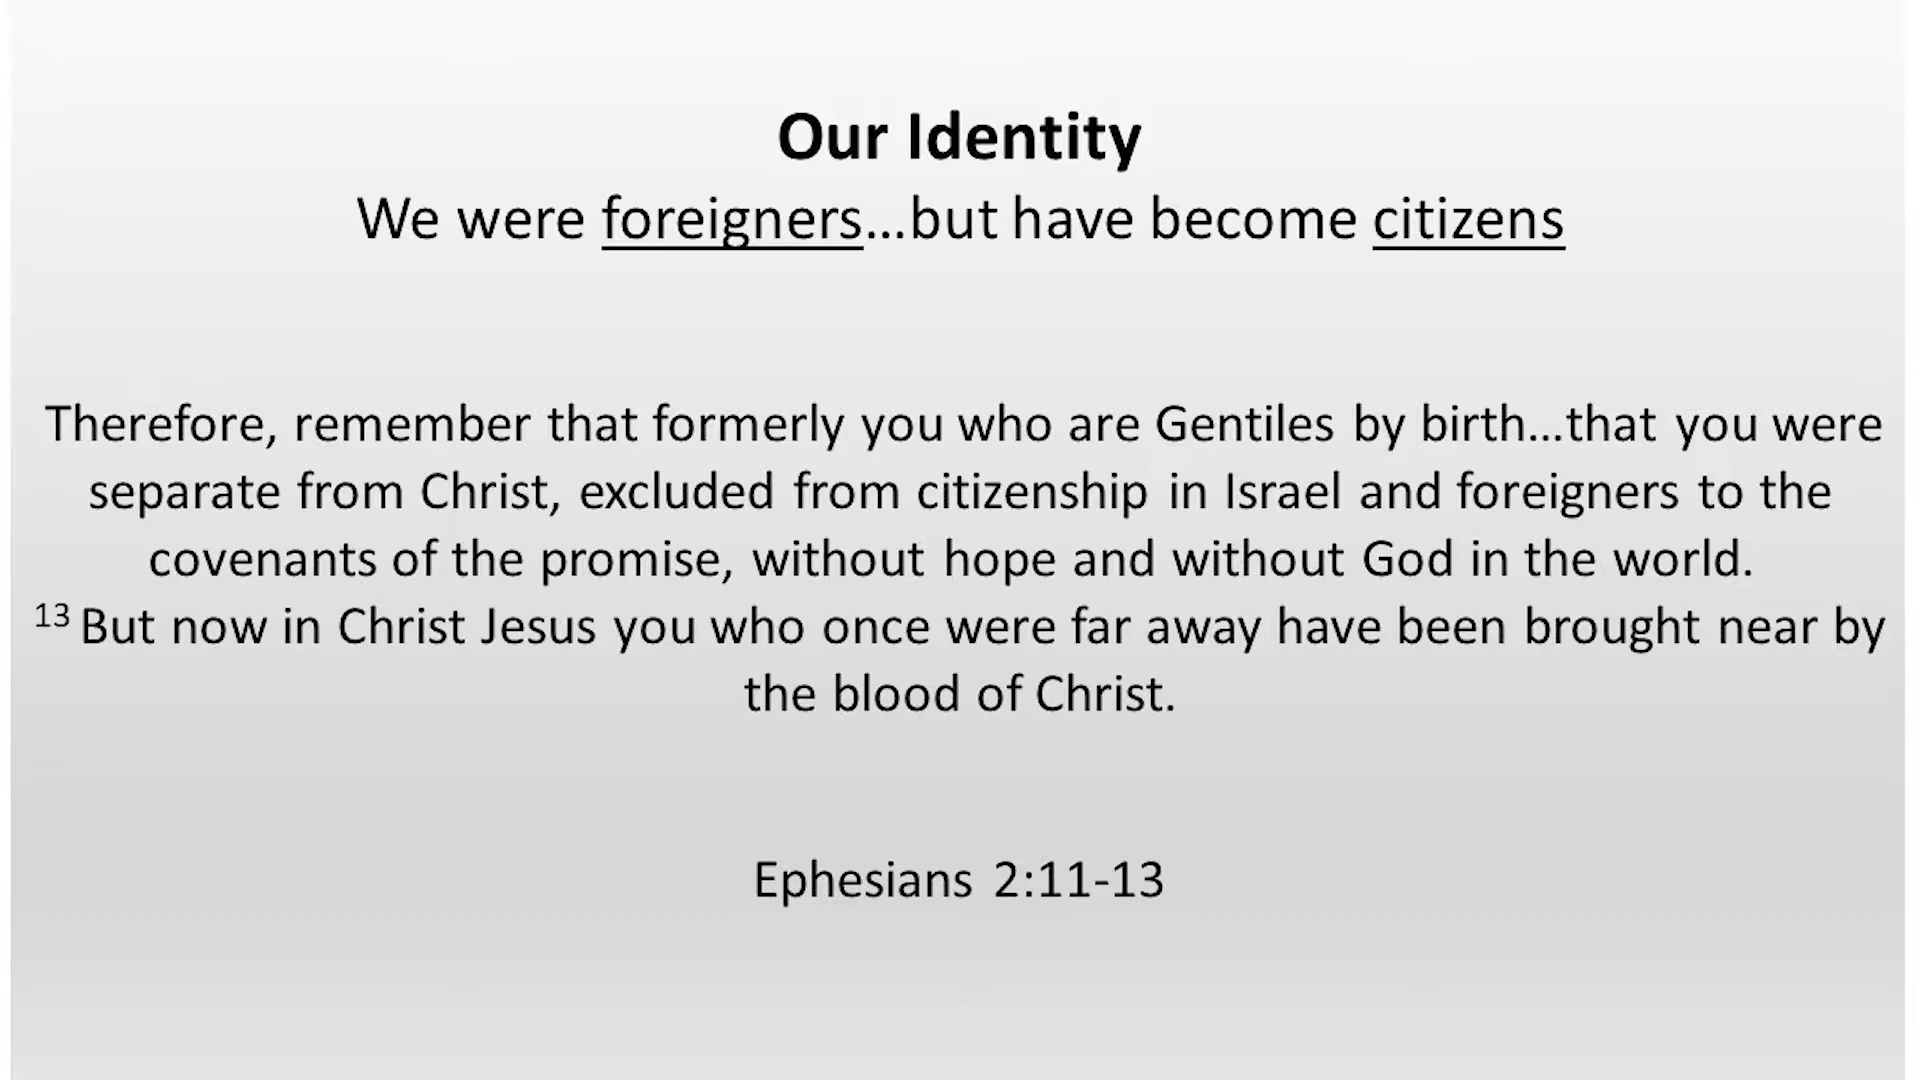 Our Identity
We were foreigners...but have become citizens
Therefore, remember that formerly you who are Gentiles by birth...that you were
separate from Christ, excluded from citizenship in Israel and foreigners to the
covenants of the promise, without hope and without God in the world.
13 But now in Christ Jesus you who once were far away have been brought near by
the blood of Christ.
Ephesians 2:11-13